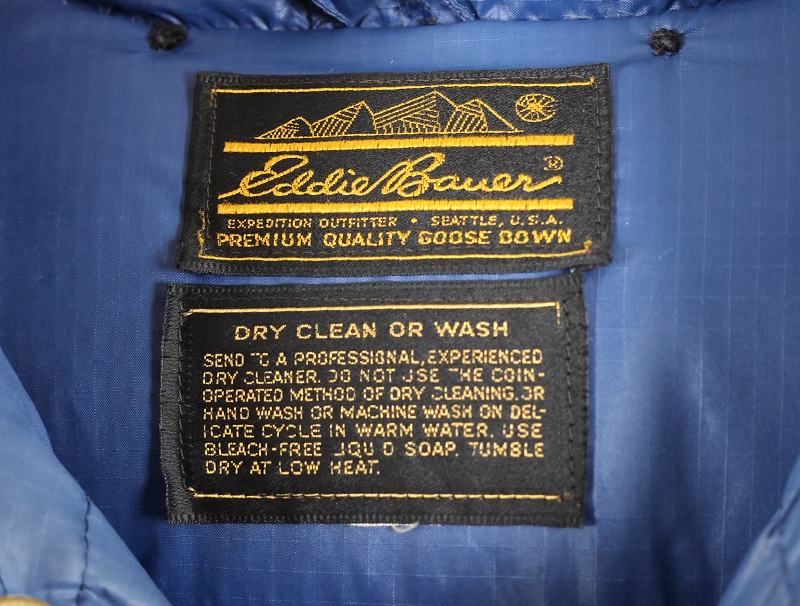 Eddie Bauer®
EXPEDITION OUTFITTER • SEATTLE, U.S.A.
PREMIUM QUALITY GOOSE DOWN
DRY CLEAN OR WASH
SEND TO A PROFESSIONAL, EXPERIENCED
DRY CLEANER. DO NOT USE THE COIN-
OPERATED METHOD OF DRY CLEANING. OR
HAND WASH OR MACHINE WASH ON DEL-
ICATE CYCLE IN WARM WATER. USE
BLEACH-FREE LIQUID SOAP. TUMBLE
DRY AT LOW HEAT.